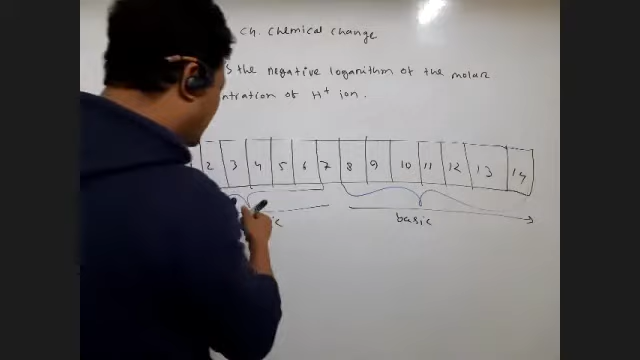 Ch. Chemical Change
the negative logarithm of the molar
of H+ ion.
2 3 4 5 6 7 8 9 10 11 12 13 14
basic